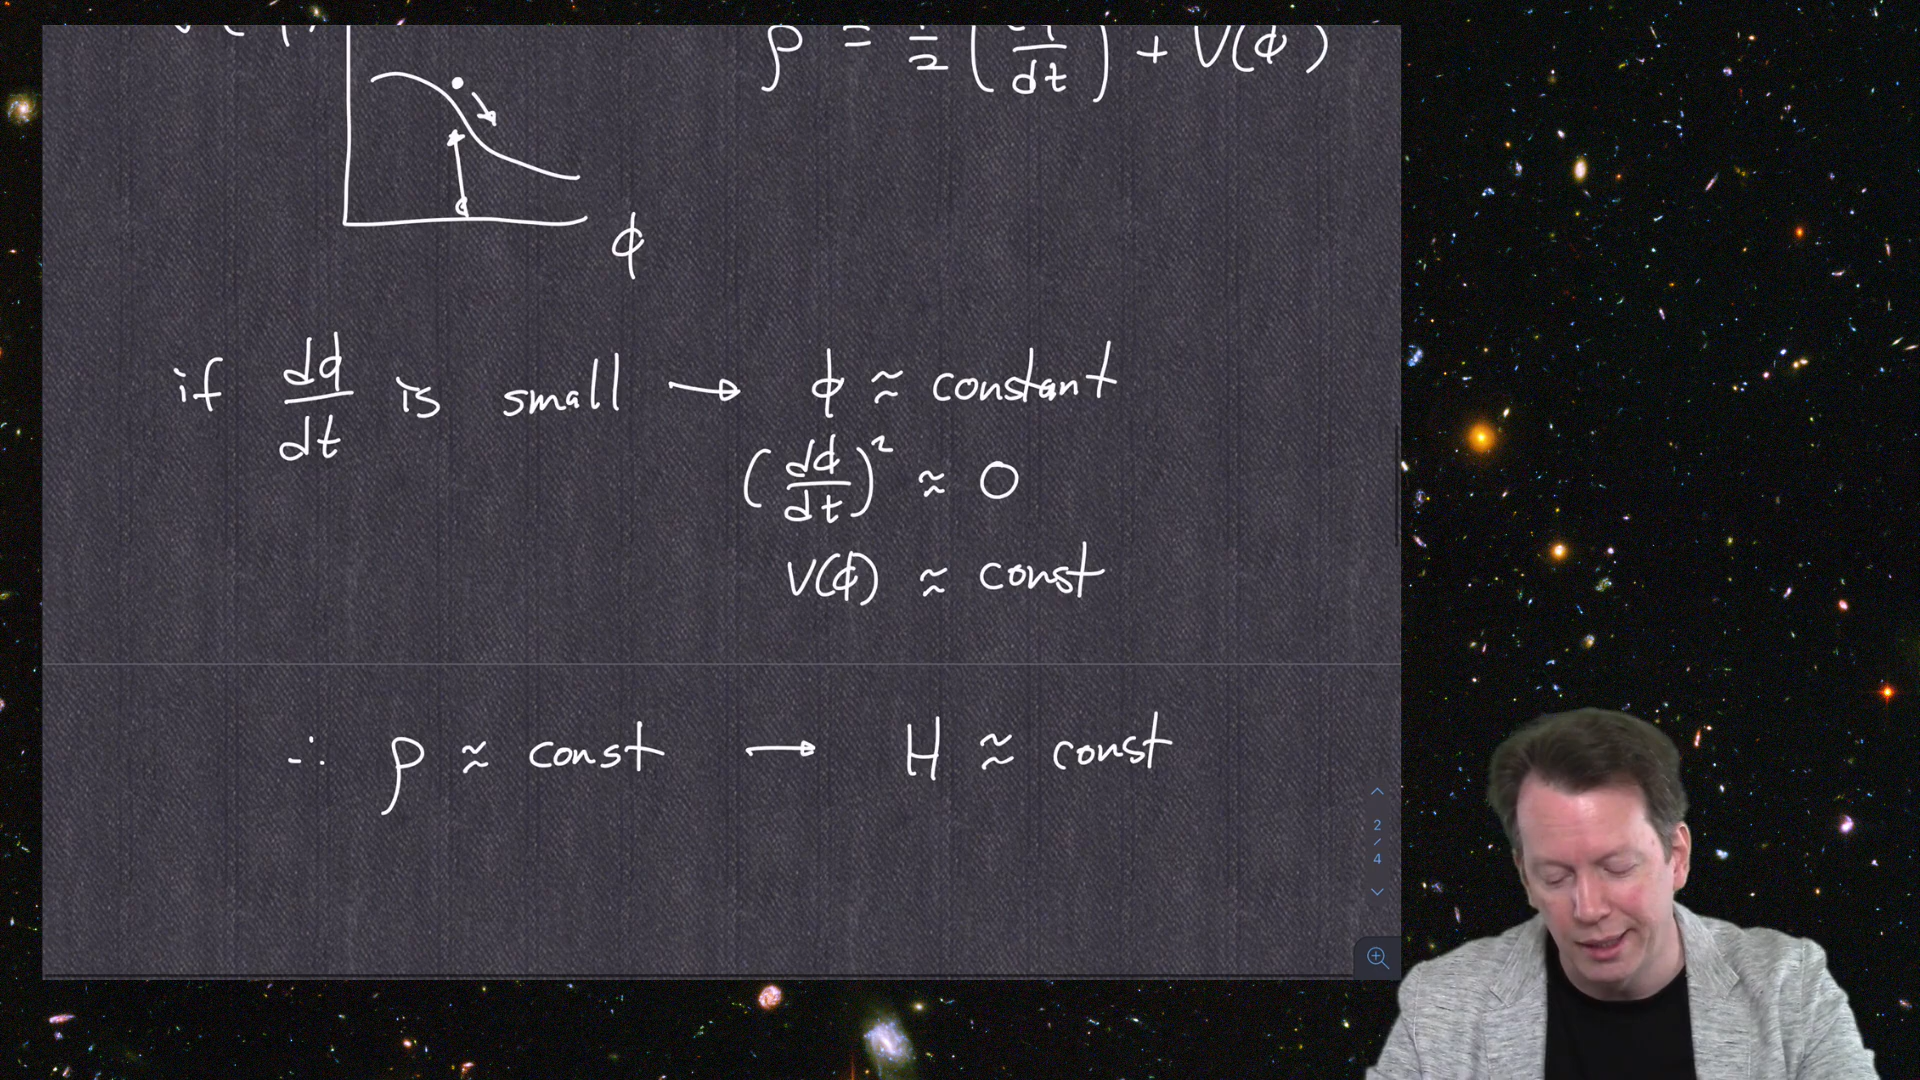 ρ = 1/2 (dφ/dt) + V(φ)
φ
if dφ/dt is small → φ ≈ constant
(dφ/dt)² ≈ 0
V(φ) ≈ const
∴ ρ ≈ const → H ≈ const
2
/
4